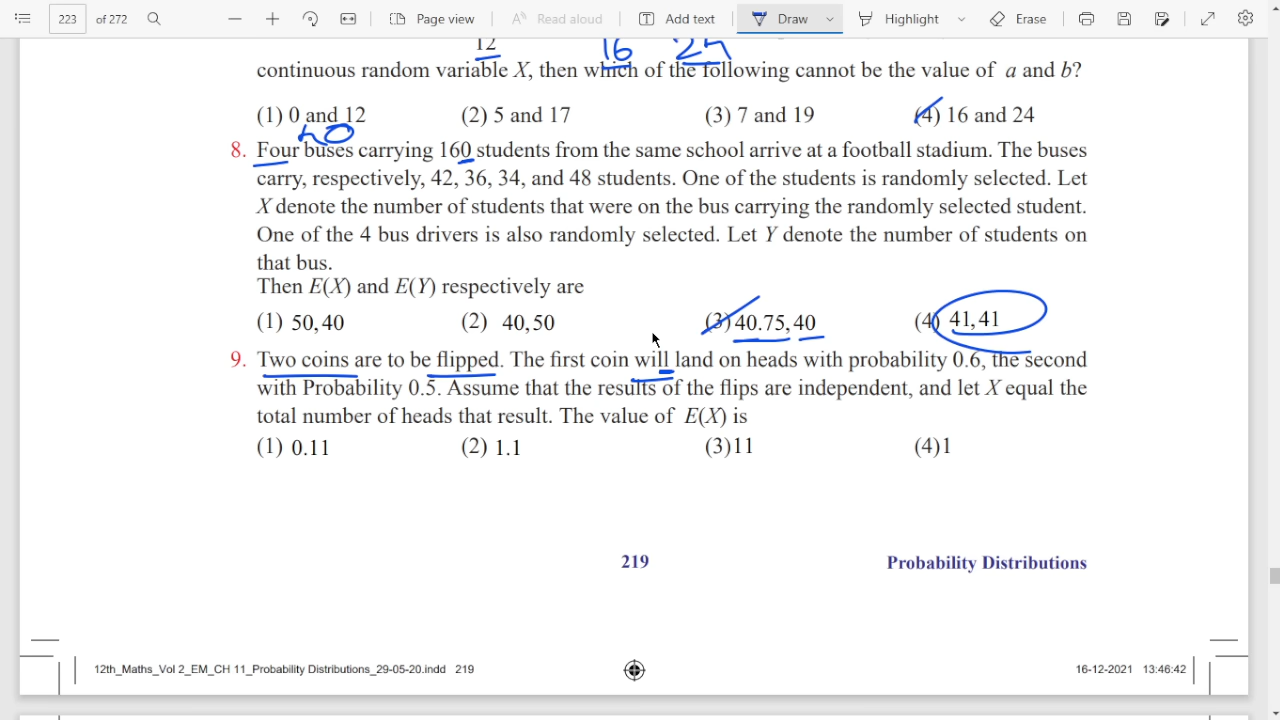 223 of 272 Page view Read aloud Add text Draw Highlight Erase
12 16 24
continuous random variable X, then which of the following cannot be the value of a and b?
(1) 0 and 12 (2) 5 and 17 (3) 7 and 19 (4) 16 and 24
40
8. Four buses carrying 160 students from the same school arrive at a football stadium. The buses
carry, respectively, 42, 36, 34, and 48 students. One of the students is randomly selected. Let
X denote the number of students that were on the bus carrying the randomly selected student.
One of the 4 bus drivers is also randomly selected. Let Y denote the number of students on
that bus.
Then E(X) and E(Y) respectively are
(1) 50,40 (2) 40,50 (3) 40.75,40 (4) 41,41
9. Two coins are to be flipped. The first coin will land on heads with probability 0.6, the second
with Probability 0.5. Assume that the results of the flips are independent, and let X equal the
total number of heads that result. The value of E(X) is
(1) 0.11 (2) 1.1 (3)11 (4)1
219 Probability Distributions
12th_Maths_Vol 2_EM_CH 11_Probability Distributions_29-05-20.indd 219 16-12-2021 13:46:42